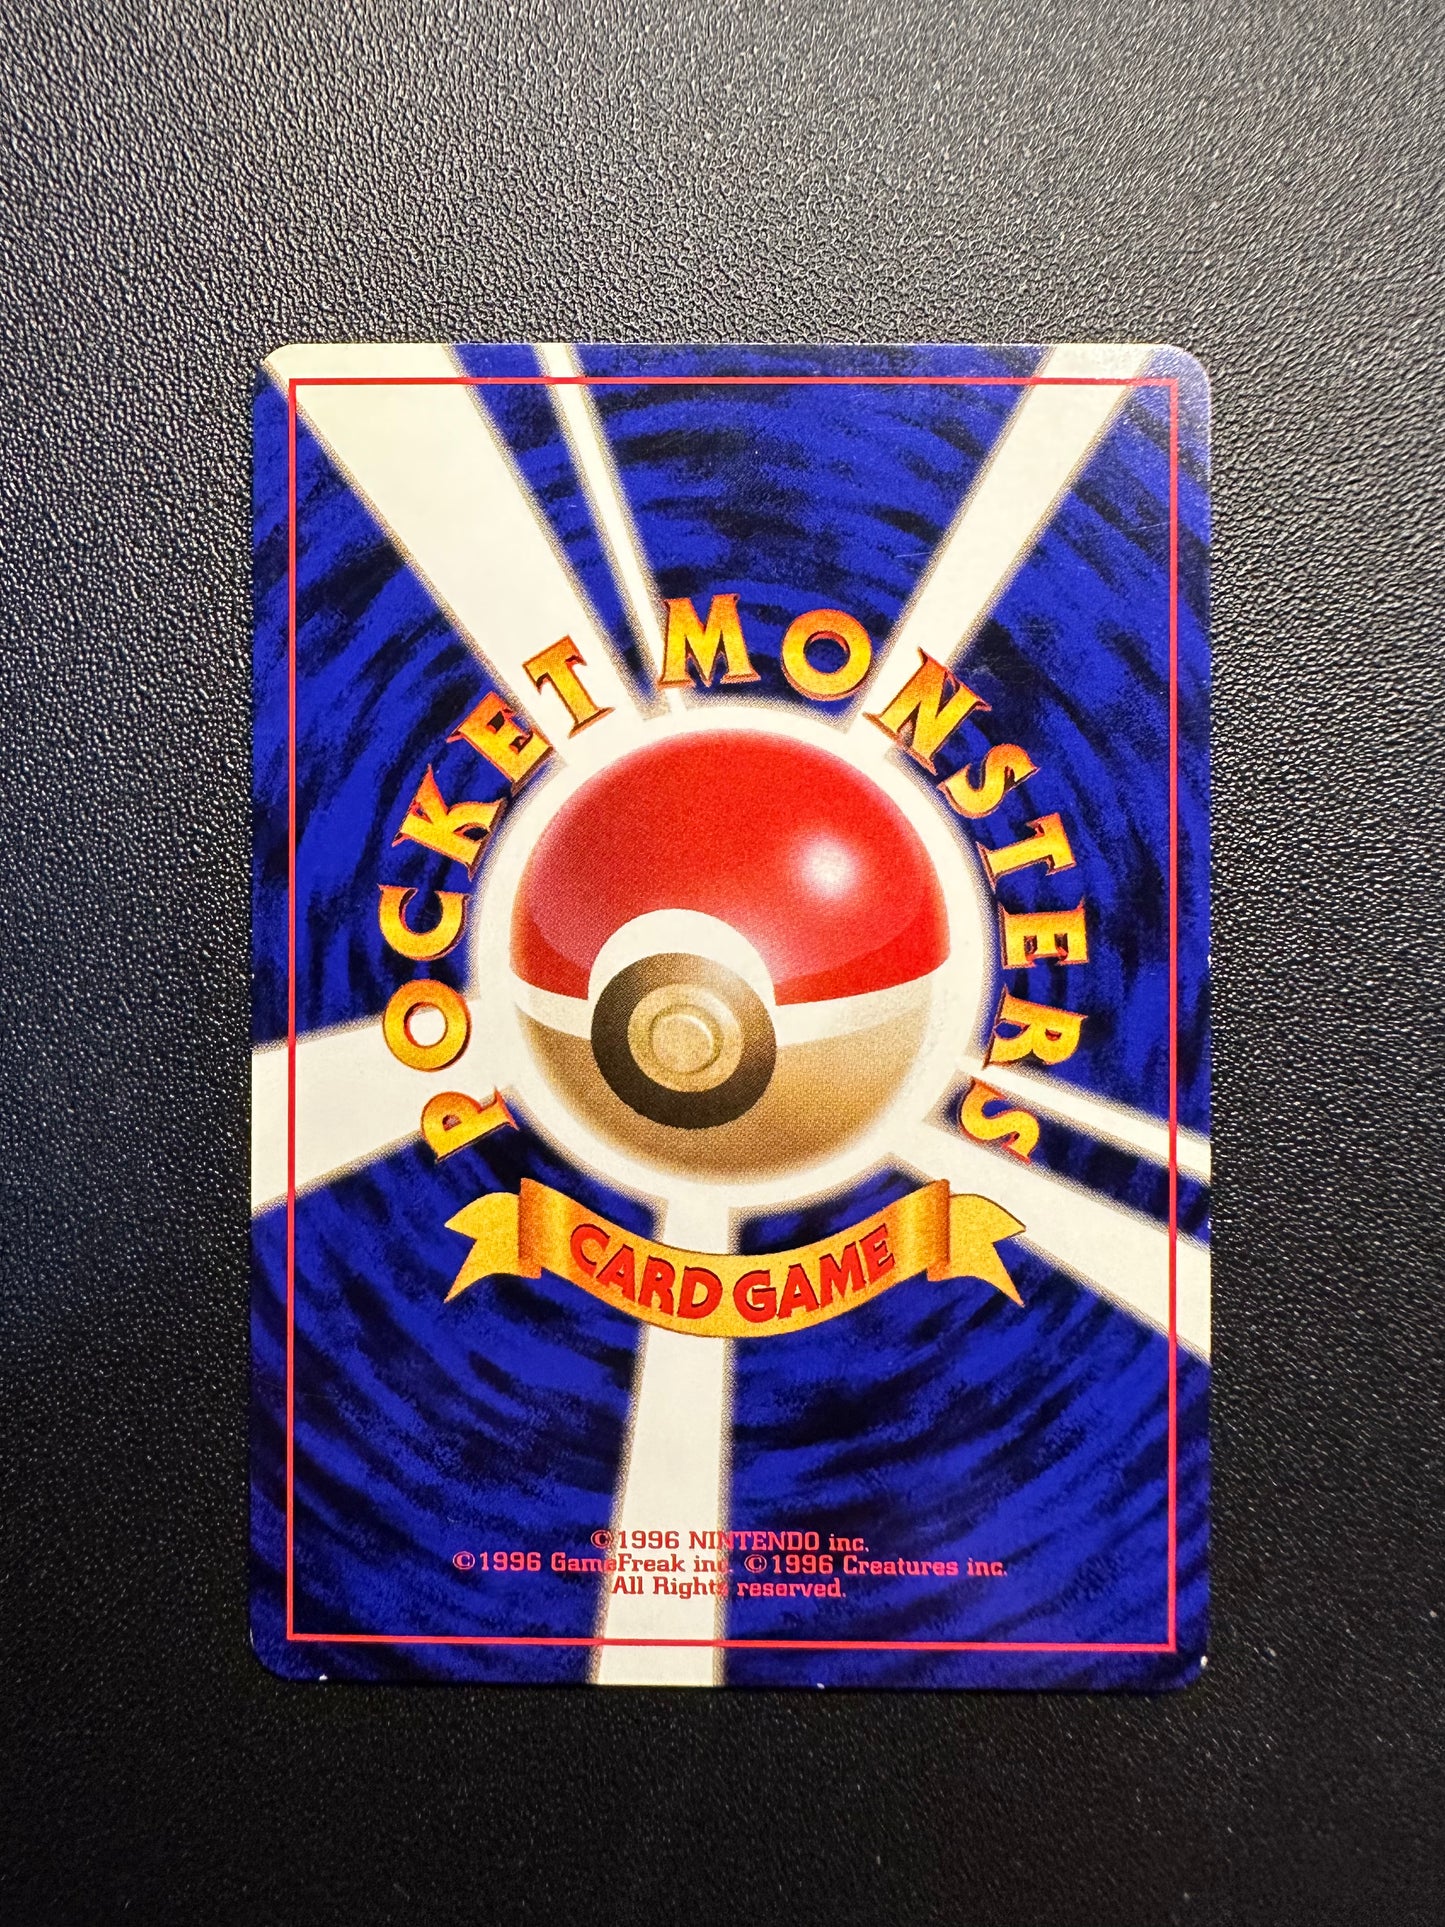 POCKET MONSTERS
CARD GAME
©1996 NINTENDO inc.
©1996 GameFreak inc. ©1996 Creatures inc.
All Rights reserved.